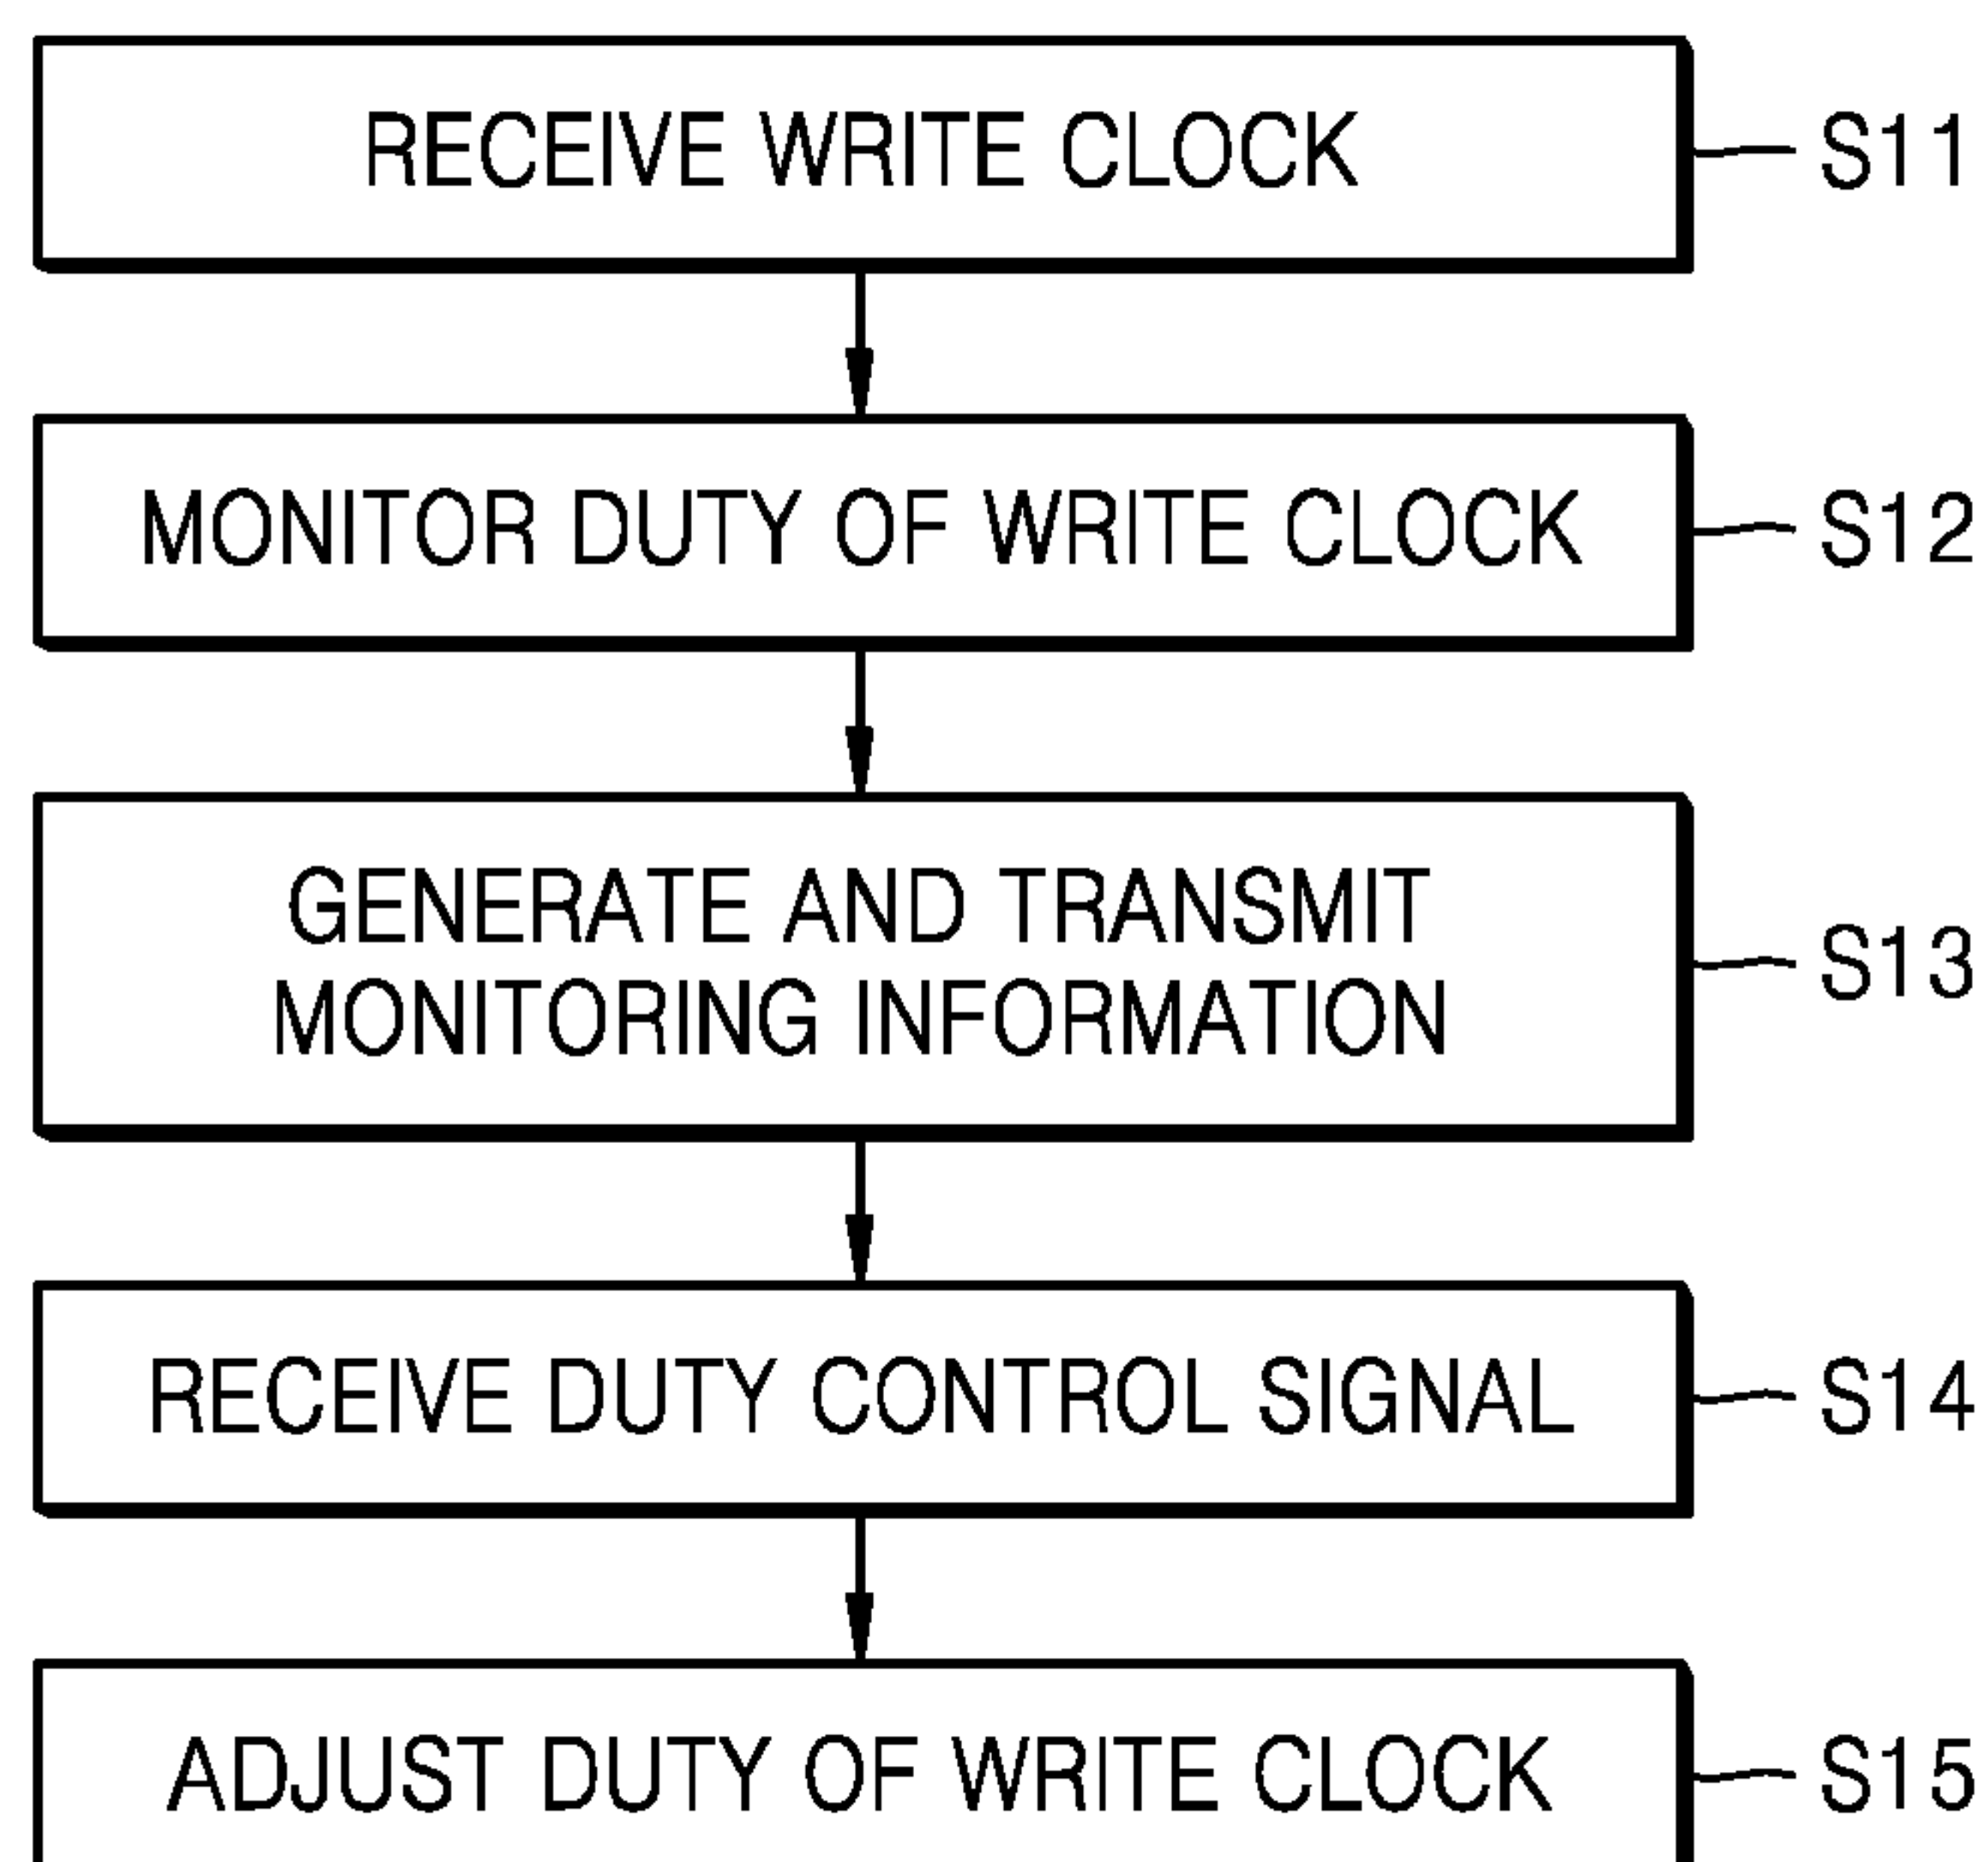 RECEIVE WRITE CLOCK
S11
MONITOR DUTY OF WRITE CLOCK
S12
GENERATE AND TRANSMIT
MONITORING INFORMATION
S13
RECEIVE DUTY CONTROL SIGNAL
S14
ADJUST DUTY OF WRITE CLOCK
S15